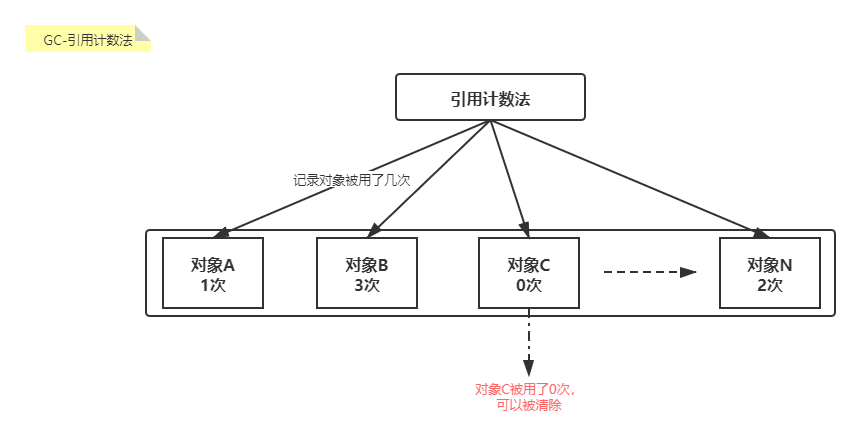 GC-引用计数法
引用计数法
记录对象被用了几次
对象A
1次
对象B
3次
对象C
0次
对象N
2次
对象C被用了0次，
可以被清除